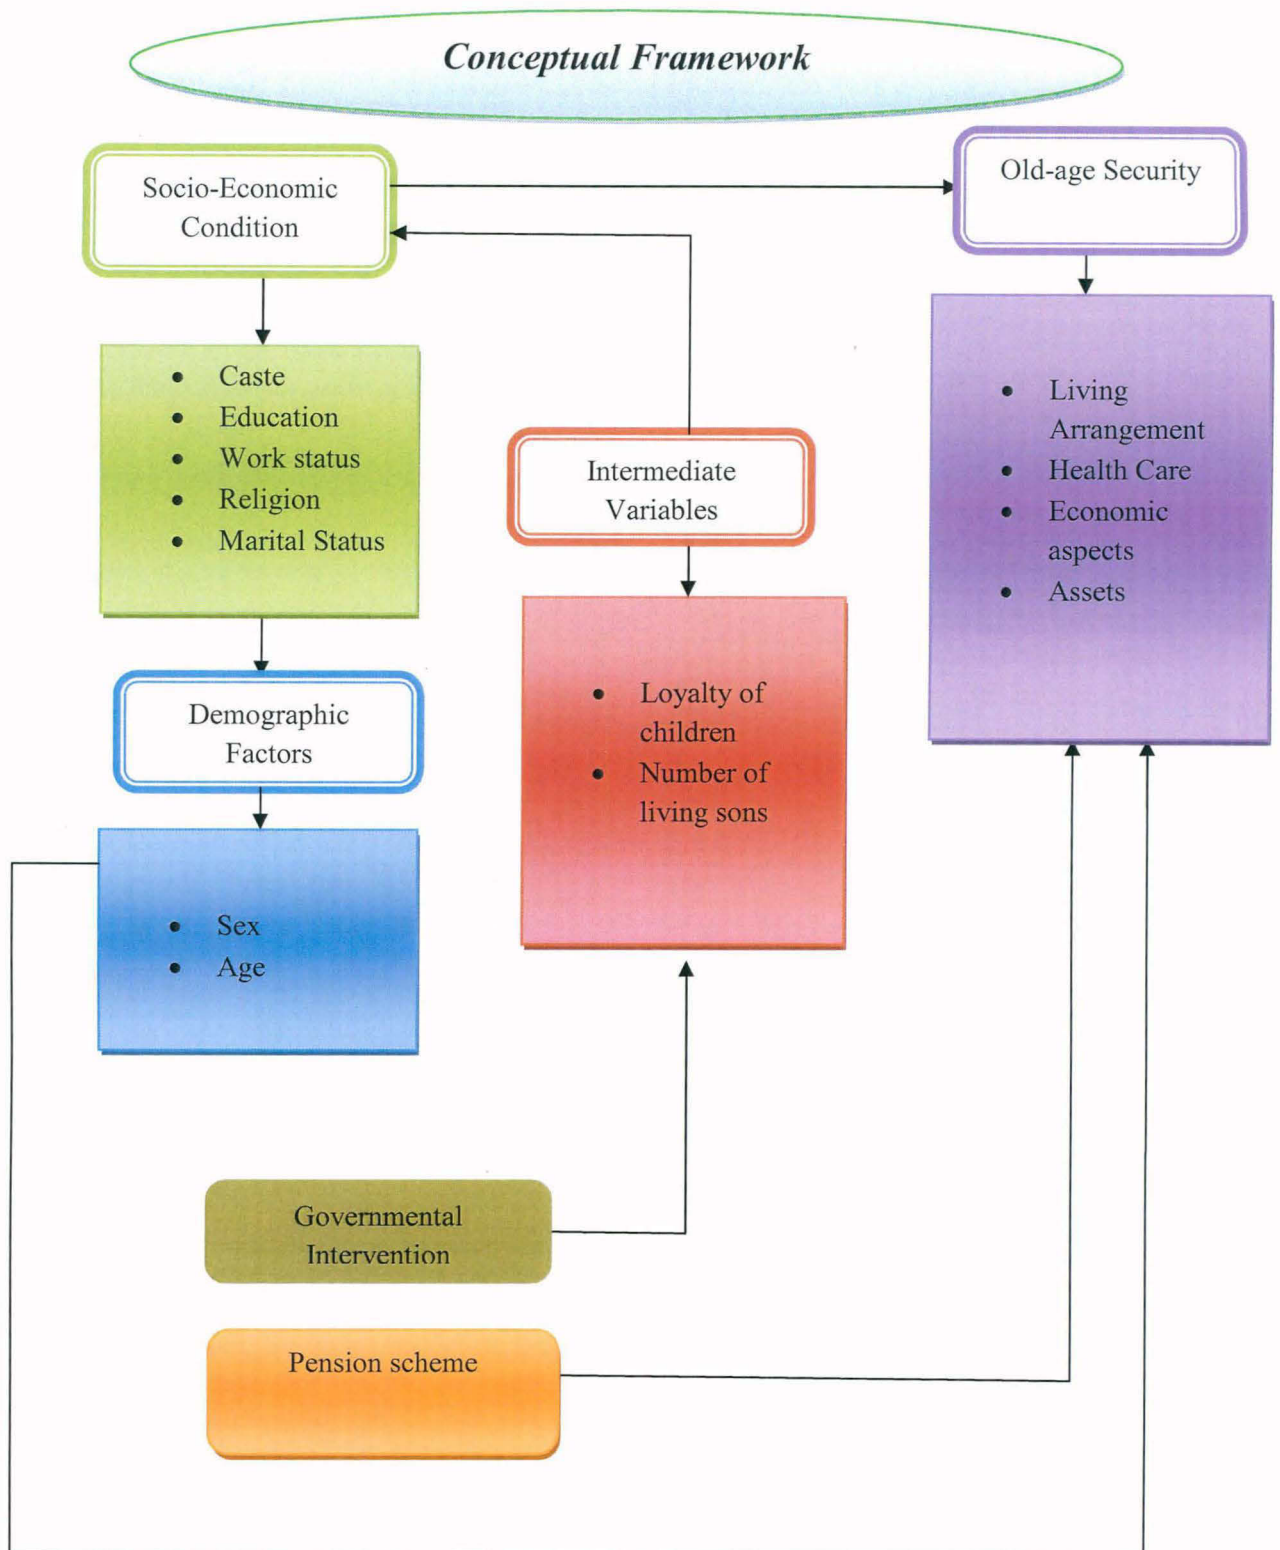 Conceptual Framework
Socio-Economic
Condition
Old-age Security
• Caste
• Education
• Work status
• Religion
• Marital Status
Intermediate
Variables
• Living
Arrangement
• Health Care
• Economic
aspects
• Assets
Demographic
Factors
• Loyalty of
children
• Number of
living sons
• Sex
• Age
Governmental
Intervention
Pension scheme